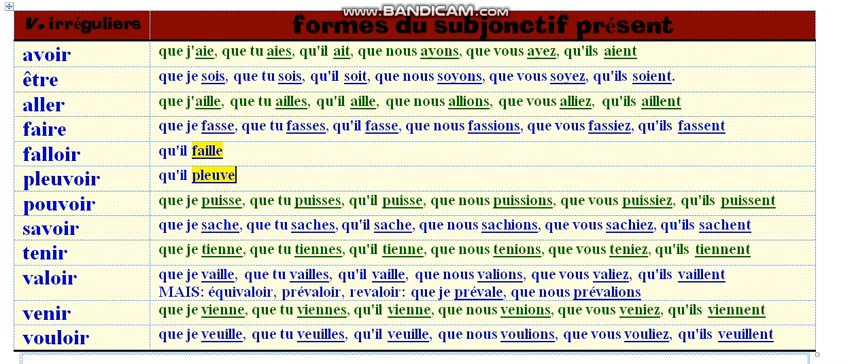 www.BANDICAM.com
V. irréguliers formes du subjonctif présent
avoir que j'aie, que tu aies, qu'il ait, que nous ayons, que vous ayez, qu'ils aient
être que je sois, que tu sois, qu'il soit, que nous soyons, que vous soyez, qu'ils soient.
aller que j'aille, que tu ailles, qu'il aille, que nous allions, que vous alliez, qu'ils aillent
faire que je fasse, que tu fasses, qu'il fasse, que nous fassions, que vous fassiez, qu'ils fassent
falloir qu'il faille
pleuvoir qu'il pleuve
pouvoir que je puisse, que tu puisses, qu'il puisse, que nous puissions, que vous puissiez, qu'ils puissent
savoir que je sache, que tu saches, qu'il sache, que nous sachions, que vous sachiez, qu'ils sachent
tenir que je tienne, que tu tiennes, qu'il tienne, que nous tenions, que vous teniez, qu'ils tiennent
valoir que je vaille, que tu vailles, qu'il vaille, que nous valions, que vous valiez, qu'ils vaillent
MAIS: équivaloir, prévaloir, revaloir: que je prévale, que nous prévalions
venir que je vienne, que tu viennes, qu'il vienne, que nous venions, que vous veniez, qu'ils viennent
vouloir que je veuille, que tu veuilles, qu'il veuille, que nous voulions, que vous vouliez, qu'ils veuillent